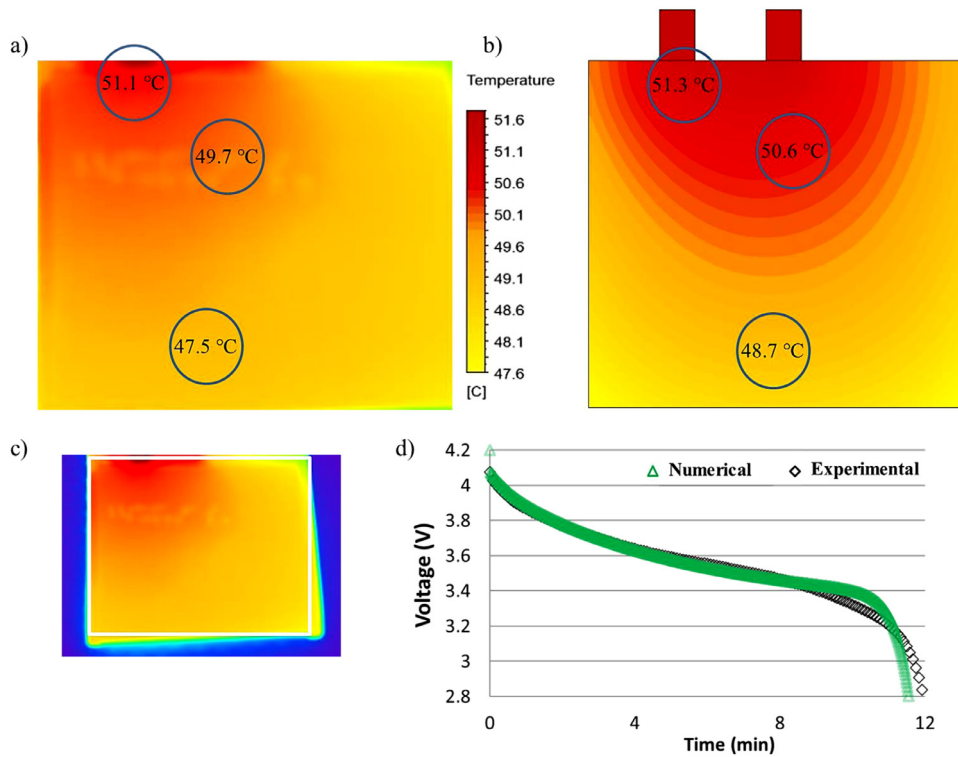 a)
51.1 °C
49.7 °C
47.5 °C
Temperature
51.6
51.1
50.6
50.1
49.6
49.1
48.6
48.1
47.6
[C]
b)
51.3 °C
50.6 °C
48.7 °C
c)
d)
Numerical
Experimental
Voltage (V)
4.2
4
3.8
3.6
3.4
3.2
3
2.8
0
4
8
12
Time (min)